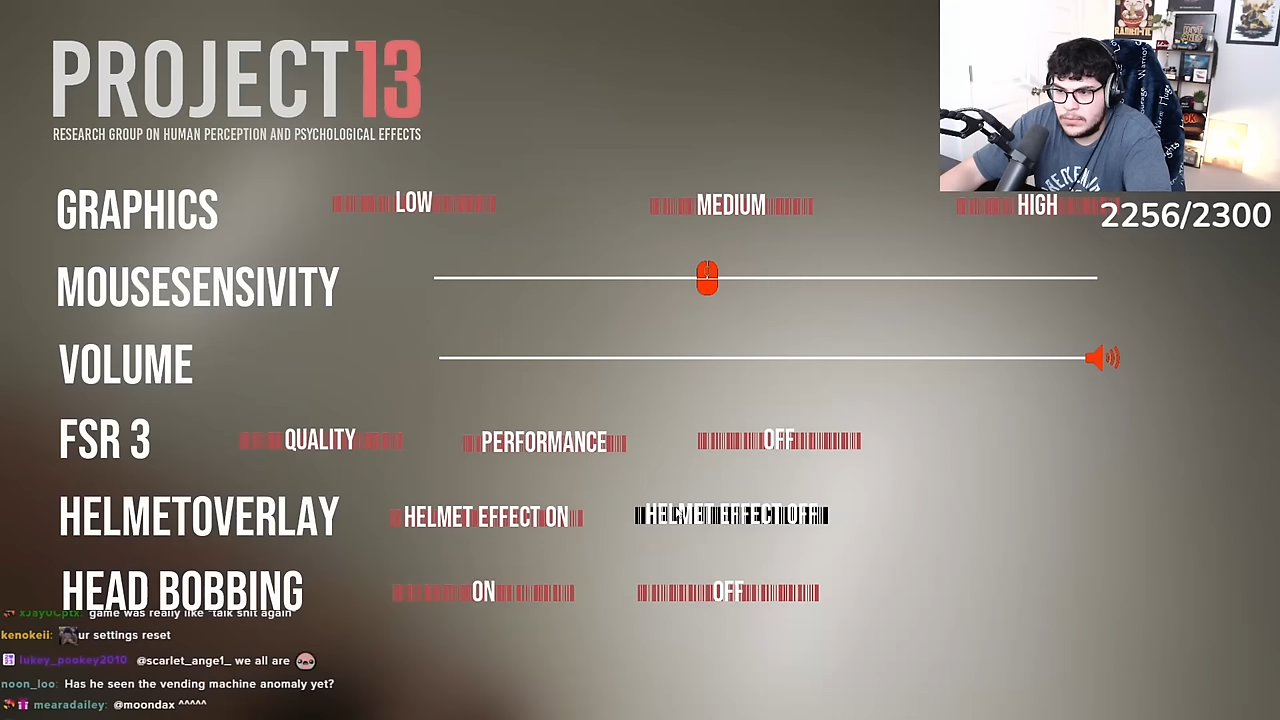 PROJECT13
RESEARCH GROUP ON HUMAN PERCEPTION AND PSYCHOLOGICAL EFFECTS
GRAPHICS LOW MEDIUM HIGH
2256/2300
MOUSESENSIVITY
VOLUME
FSR 3 QUALITY PERFORMANCE OFF
HELMETOVERLAY HELMET EFFECT ON HELMET EFFECT OFF
HEAD BOBBING ON OFF
game was really like "talk shit again"
kenokeii: ur settings reset
lukey_pookey2010 @scarlet_ange1_ we all are
noon_loo: Has he seen the vending machine anomaly yet?
mearadailey: @moondax ^^^^^